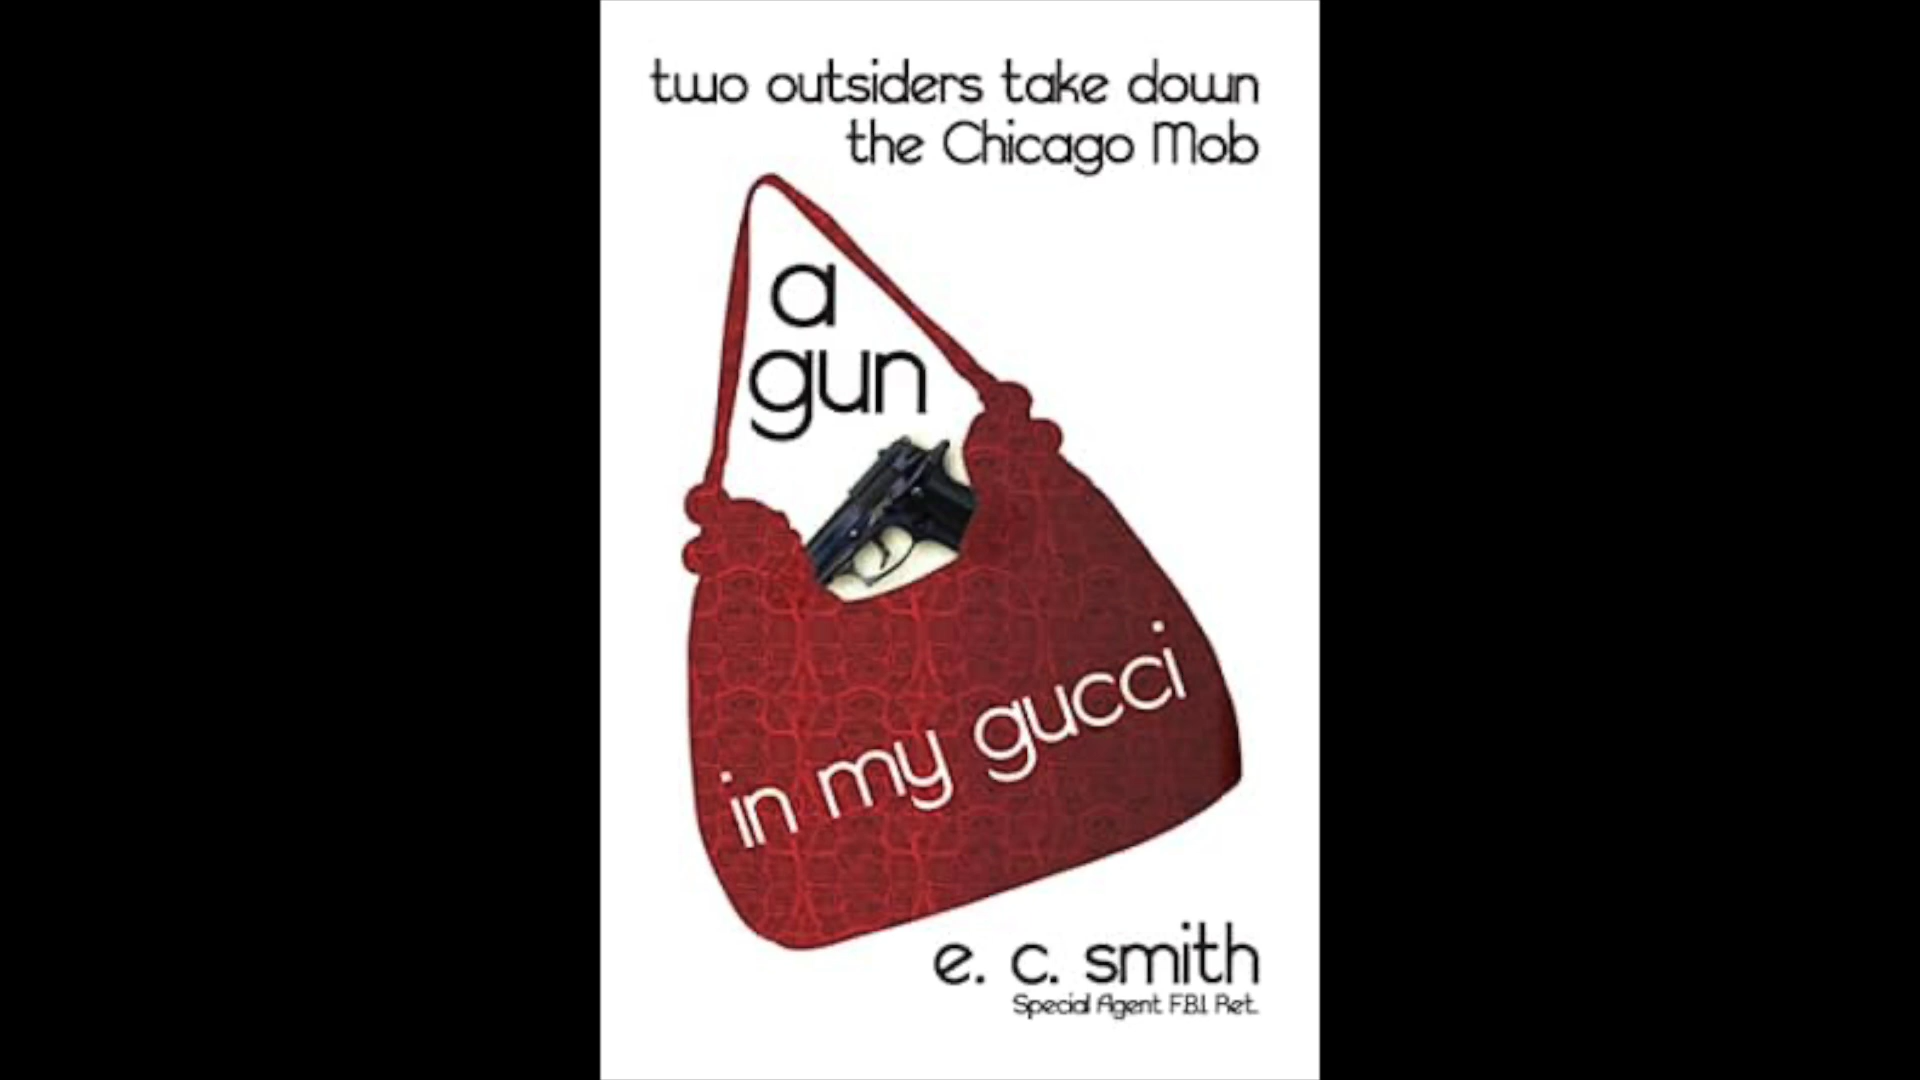 two outsiders take down
the Chicago Mob
a
gun
in my gucci
e. c. smith
Special Agent F.B.I. Ret.